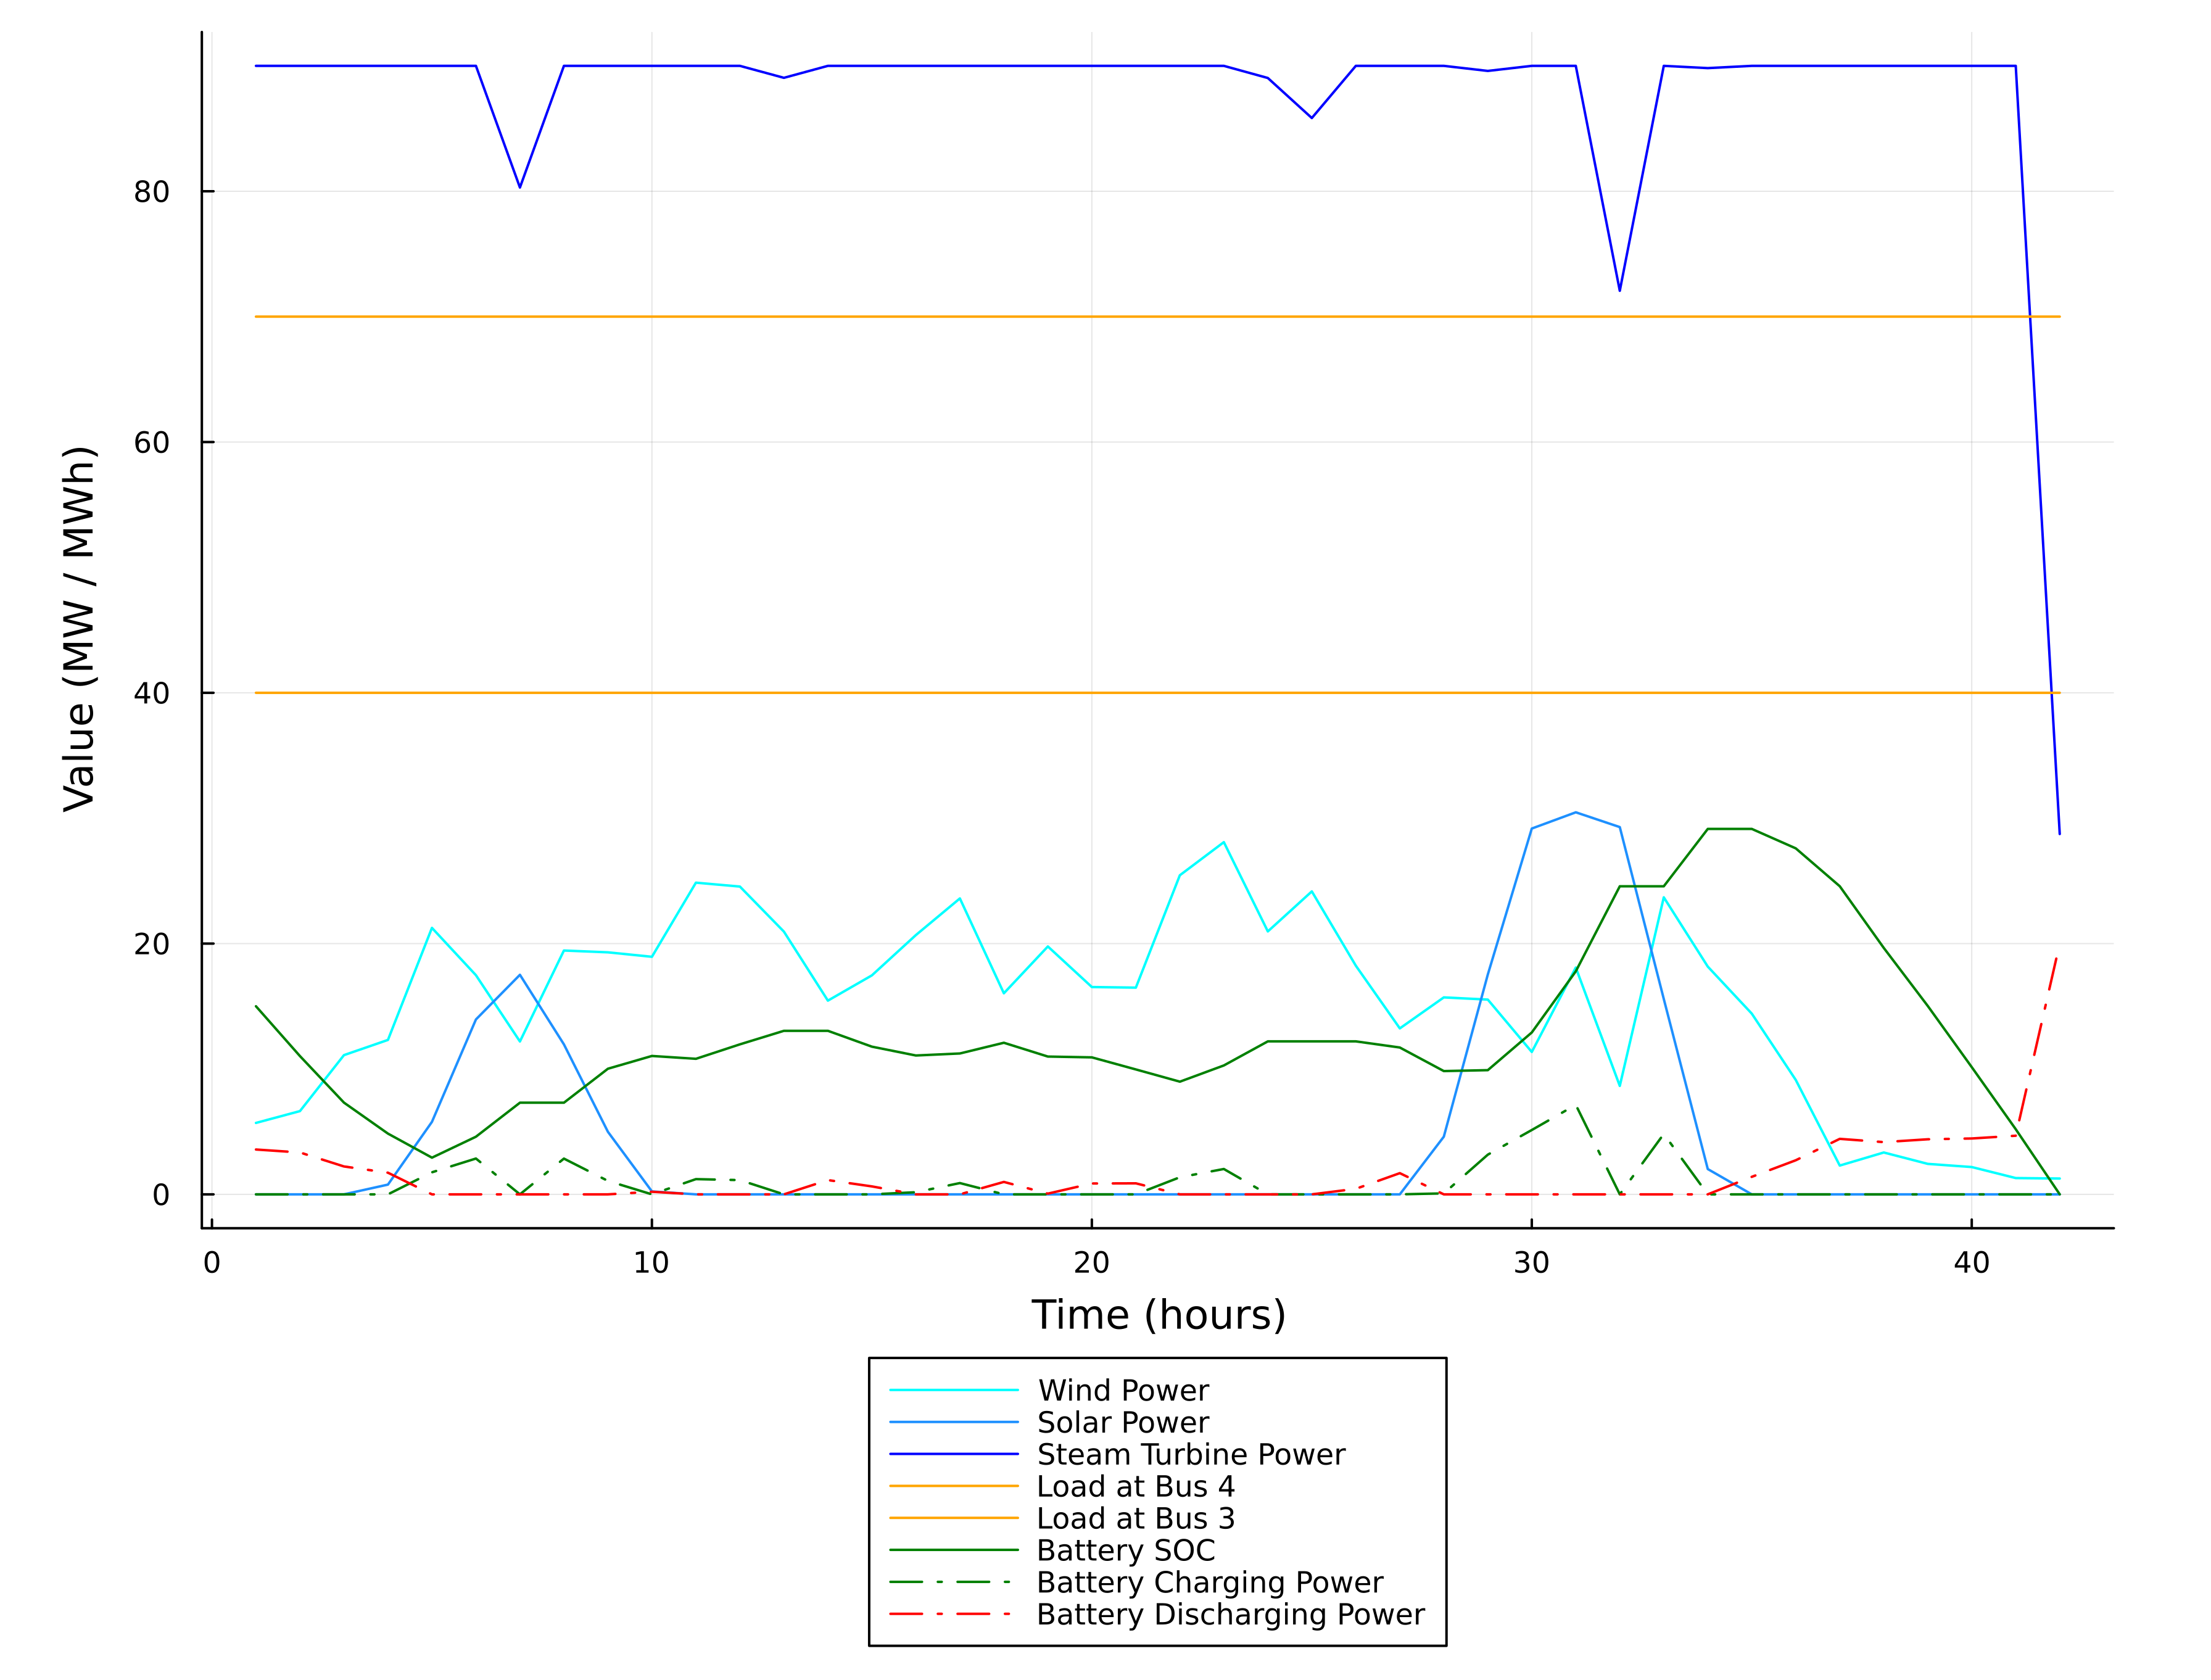 Value (MW / MWh)
80
60
40
20
0
0 10 20 30 40
Time (hours)
Wind Power
Solar Power
Steam Turbine Power
Load at Bus 4
Load at Bus 3
Battery SOC
Battery Charging Power
Battery Discharging Power